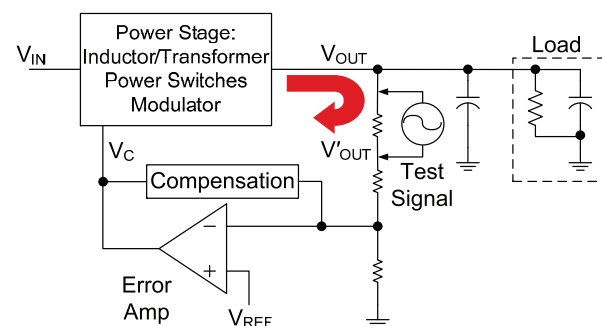 Power Stage:
Inductor/Transformer
Power Switches
Modulator
VIN
VOUT
Load
V'OUT
Test
Signal
VC
Compensation
−
+
Error
Amp
VREF